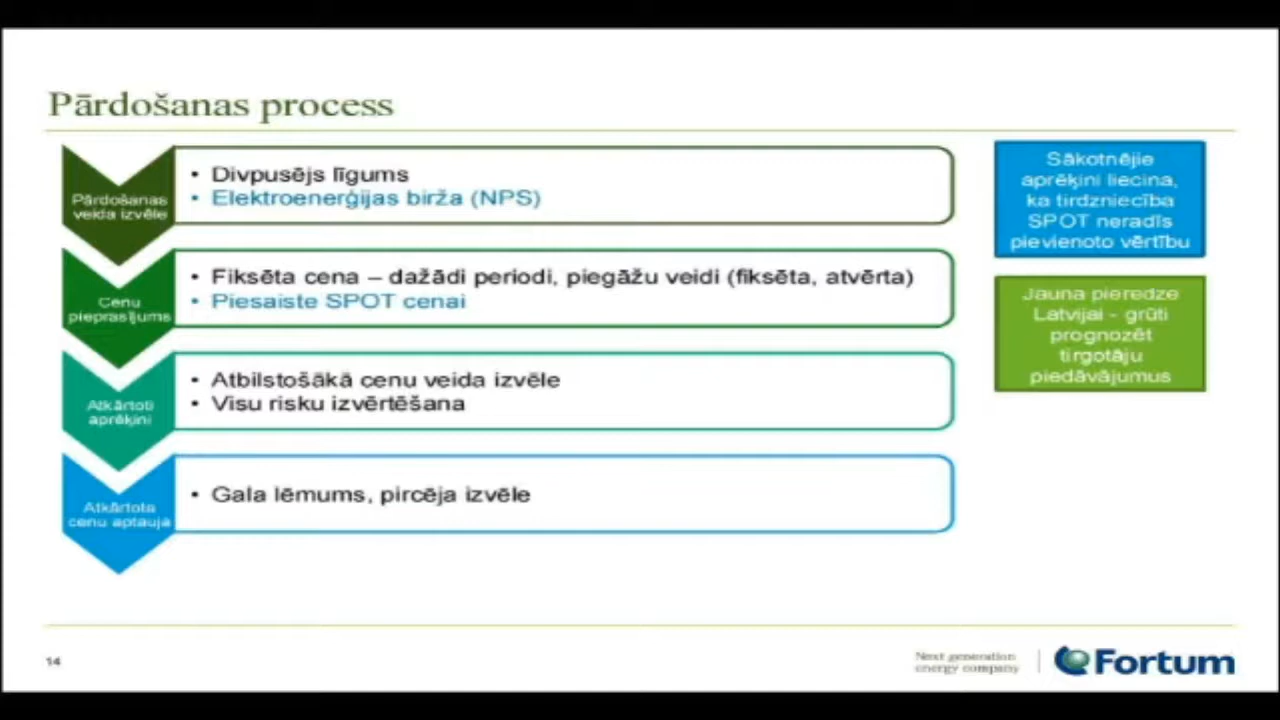 Pārdošanas process
Pārdošanas
veida izvēle
• Divpusējs līgums
• Elektroenerģijas birža (NPS)
Cenu
pieprasījums
• Fiksēta cena – dažādi periodi, piegāžu veidi (fiksēta, atvērta)
• Piesaiste SPOT cenai
Atkārtoti
aprēķini
• Atbilstošākā cenu veida izvēle
• Visu risku izvērtēšana
Atkārtota
cenu aptauja
• Gala lēmums, pircēja izvēle
Sākotnējie
aprēķini liecina,
ka tirdzniecība
SPOT neradīs
pievienoto vērtību
Jauna pieredze
Latvijai - grūti
prognozēt
tirgotāju
piedāvājumus
14
Next generation
energy company
Fortum